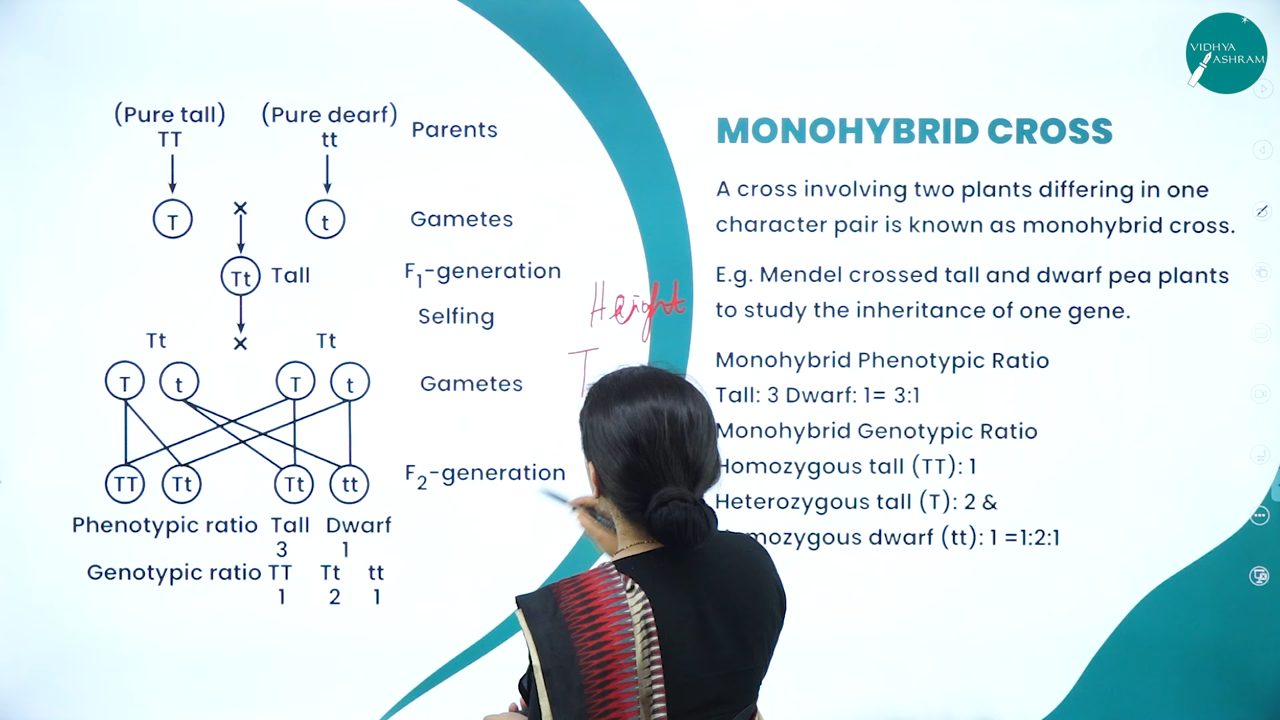 VIDHYA
ASHRAM
(Pure tall) (Pure dearf) Parents
TT tt
T × t Gametes
Tt Tall F1-generation
Selfing
Tt × Tt
T t T t Gametes
TT Tt Tt tt F2-generation
Phenotypic ratio Tall Dwarf
3 1
Genotypic ratio TT Tt tt
1 2 1
Height
T
MONOHYBRID CROSS
A cross involving two plants differing in one
character pair is known as monohybrid cross.
E.g. Mendel crossed tall and dwarf pea plants
to study the inheritance of one gene.
Monohybrid Phenotypic Ratio
Tall: 3 Dwarf: 1= 3:1
Monohybrid Genotypic Ratio
Homozygous tall (TT): 1
Heterozygous tall (T): 2 &
mozygous dwarf (tt): 1 =1:2:1